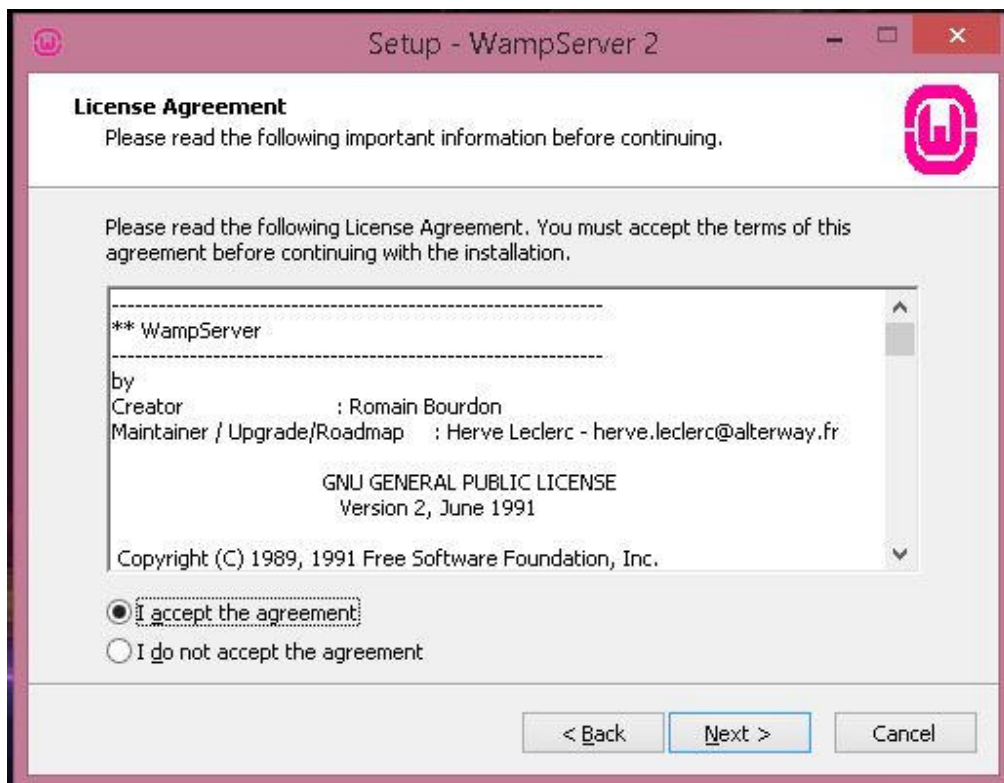 Setup - WampServer 2
License Agreement
Please read the following important information before continuing.
Please read the following License Agreement. You must accept the terms of this
agreement before continuing with the installation.
---------------------------------------------------------------
** WampServer
---------------------------------------------------------------
by
Creator : Romain Bourdon
Maintainer / Upgrade/Roadmap : Herve Leclerc - herve.leclerc@alterway.fr
GNU GENERAL PUBLIC LICENSE
Version 2, June 1991
Copyright (C) 1989, 1991 Free Software Foundation, Inc.
I accept the agreement
I do not accept the agreement
< Back Next > Cancel